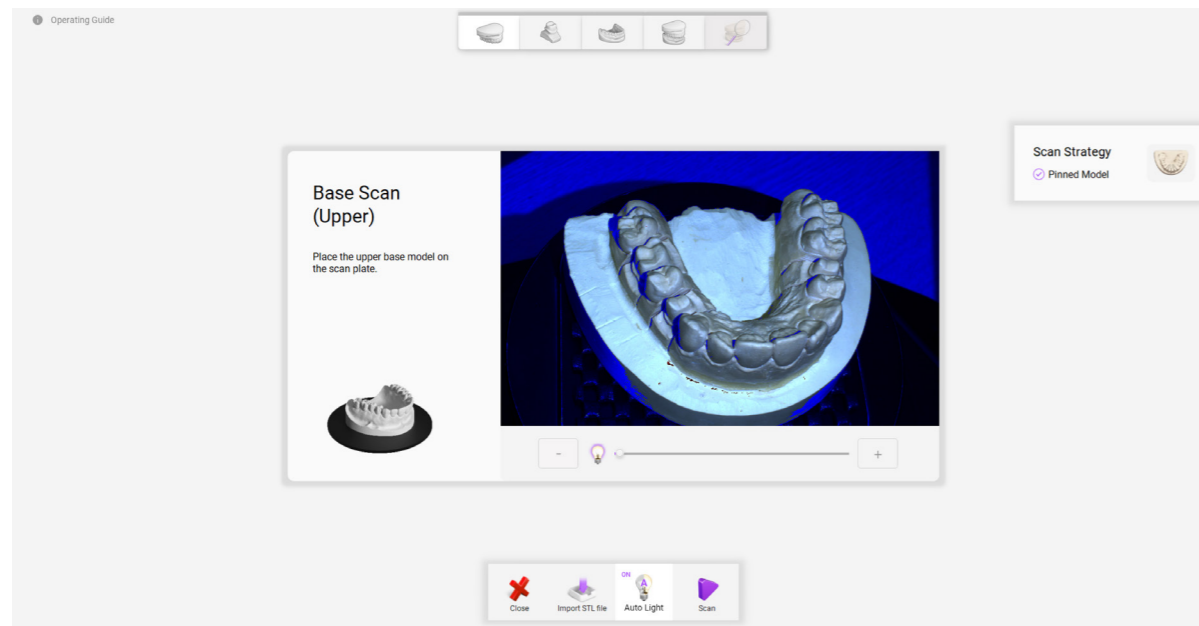 Operating Guide
Scan Strategy
Pinned Model
Base Scan
(Upper)
Place the upper base model on
the scan plate.
-
+
ON
A
Close
Import STL file
Auto Light
Scan